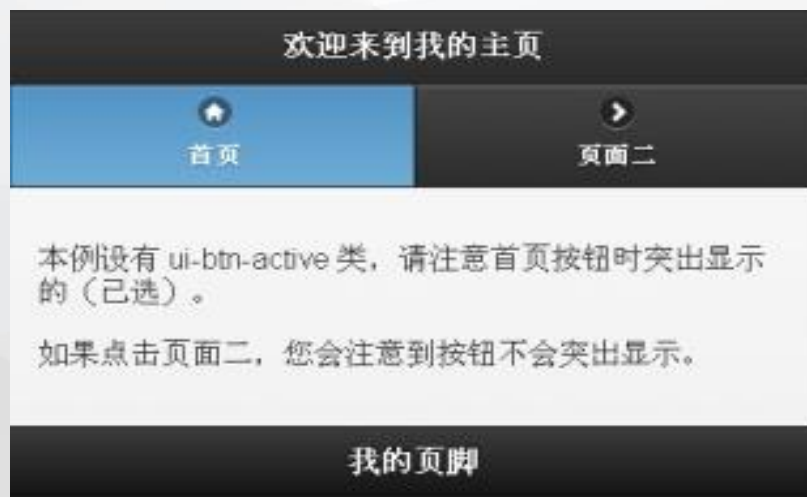 欢迎来到我的主页
首页
页面二
本例设有 ui-btn-active 类，请注意首页按钮时突出显示
的（已选）。
如果点击页面二，您会注意到按钮不会突出显示。
我的页脚